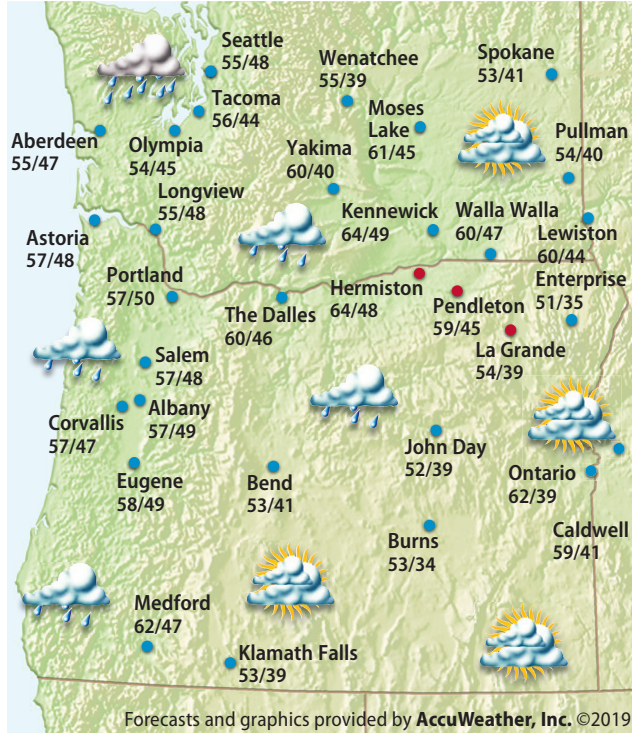 Seattle
55/48
Wenatchee
55/39
Spokane
53/41
Tacoma
56/44
Moses
Lake
61/45
Aberdeen
55/47
Olympia
54/45
Yakima
60/40
Pullman
54/40
Longview
55/48
Kennewick
64/49
Walla Walla
60/47
Lewiston
60/44
Astoria
57/48
Portland
57/50
The Dalles
60/46
Hermiston
64/48
Pendleton
59/45
Enterprise
51/35
La Grande
54/39
Salem
57/48
Corvallis
57/47
Albany
57/49
John Day
52/39
Ontario
62/39
Eugene
58/49
Bend
53/41
Caldwell
59/41
Burns
53/34
Medford
62/47
Klamath Falls
53/39
Forecasts and graphics provided by AccuWeather, Inc. ©2019